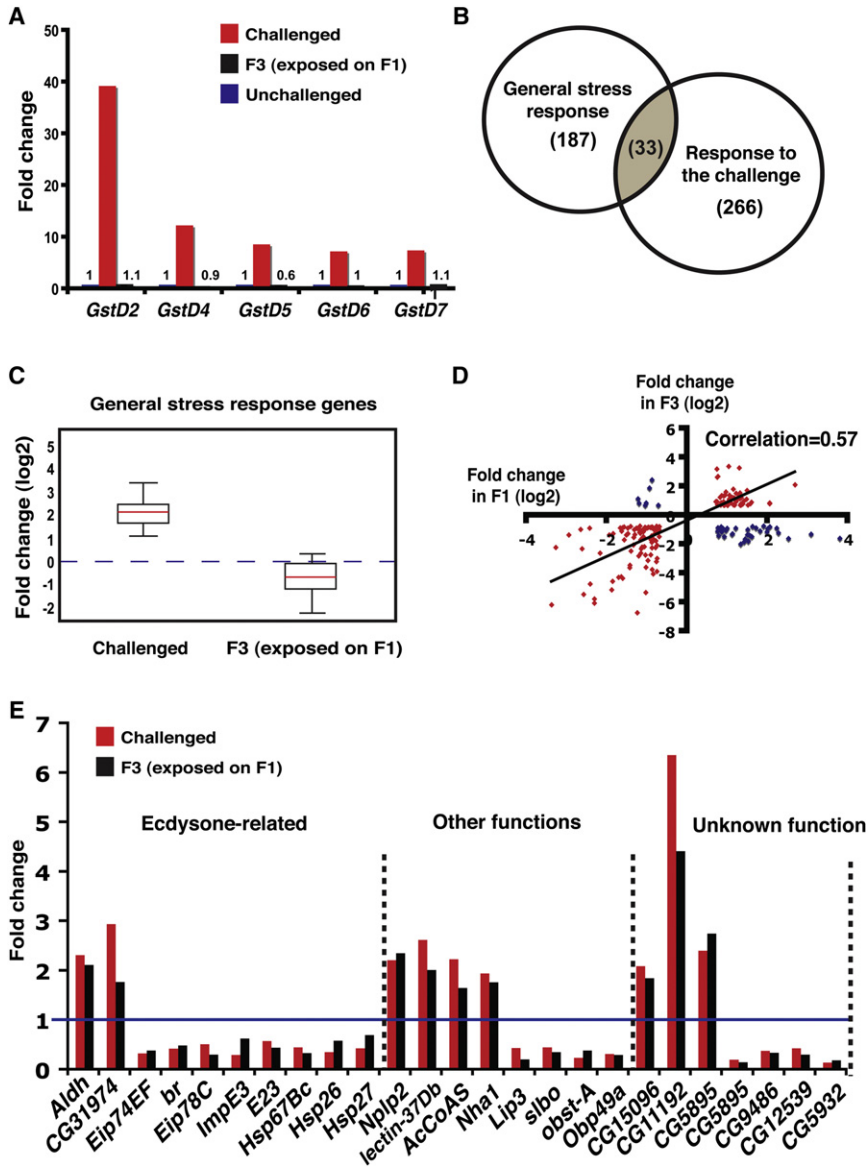 A
50
40
30
20
10
0
Fold change
Challenged
F3 (exposed on F1)
Unchallenged
1 1.1 1 0.9 1 0.6 1 1 1 1.1
GstD2 GstD4 GstD5 GstD6 GstD7
B
General stress
response
(187)
(33)
Response to
the challenge
(266)
C
General stress response genes
Fold change (log2)
5
4
3
2
1
0
-1
-2
Challenged F3 (exposed on F1)
D
Fold change
in F3 (log2)
Correlation=0.57
Fold change
in F1 (log2)
6
4
2
0
-4 -2 0 2 4
-2
-4
-6
-8
E
7
6
5
4
3
2
1
0
Fold change
Challenged
F3 (exposed on F1)
Ecdysone-related
Other functions
Unknown function
Aldh
CG31974
Eip74EF
br
Eip78C
ImpE3
E23
Hsp67Bc
Hsp26
Hsp27
Nplp2
lectin-37Db
AcCoAS
Nha1
Lip3
slbo
obst-A
Obp49a
CG15096
CG11192
CG5895
CG5895
CG9486
CG12539
CG5932